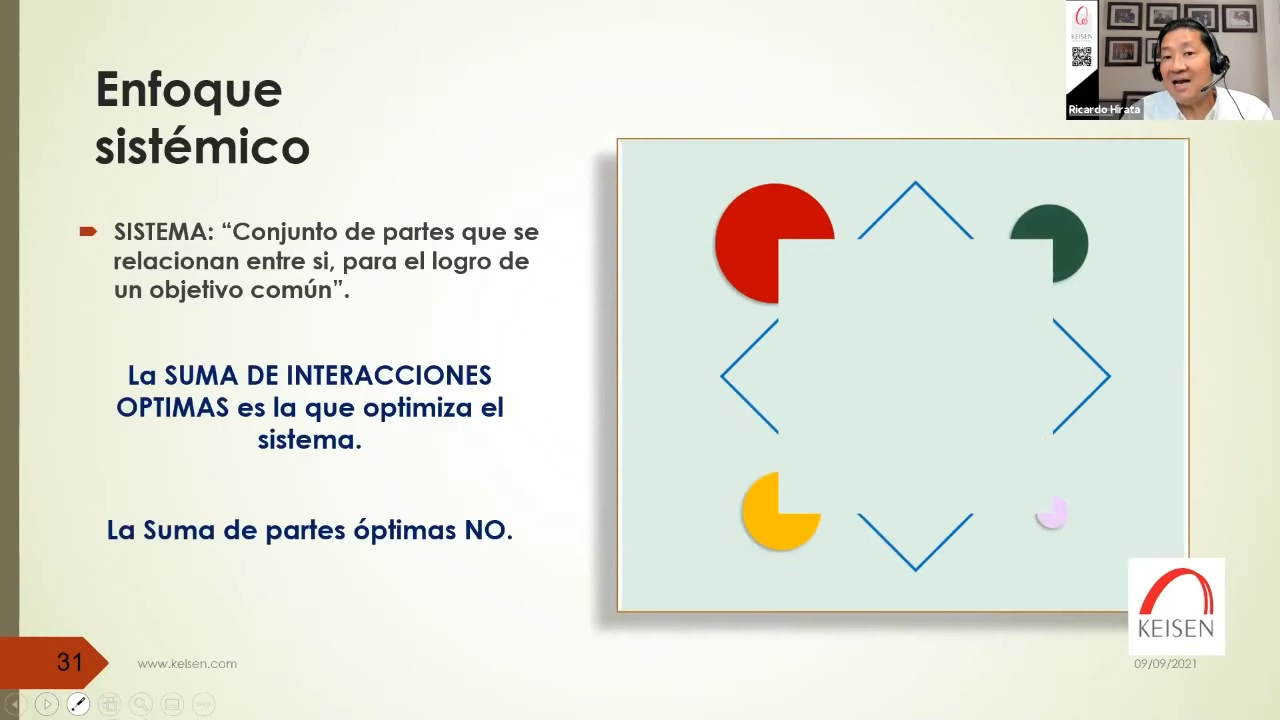 Enfoque
sistémico
SISTEMA: “Conjunto de partes que se
relacionan entre si, para el logro de
un objetivo común”.
La SUMA DE INTERACCIONES
OPTIMAS es la que optimiza el
sistema.
La Suma de partes óptimas NO.
KEISEN
Ricardo Hirata
KEISEN
31
www.keisen.com
09/09/2021